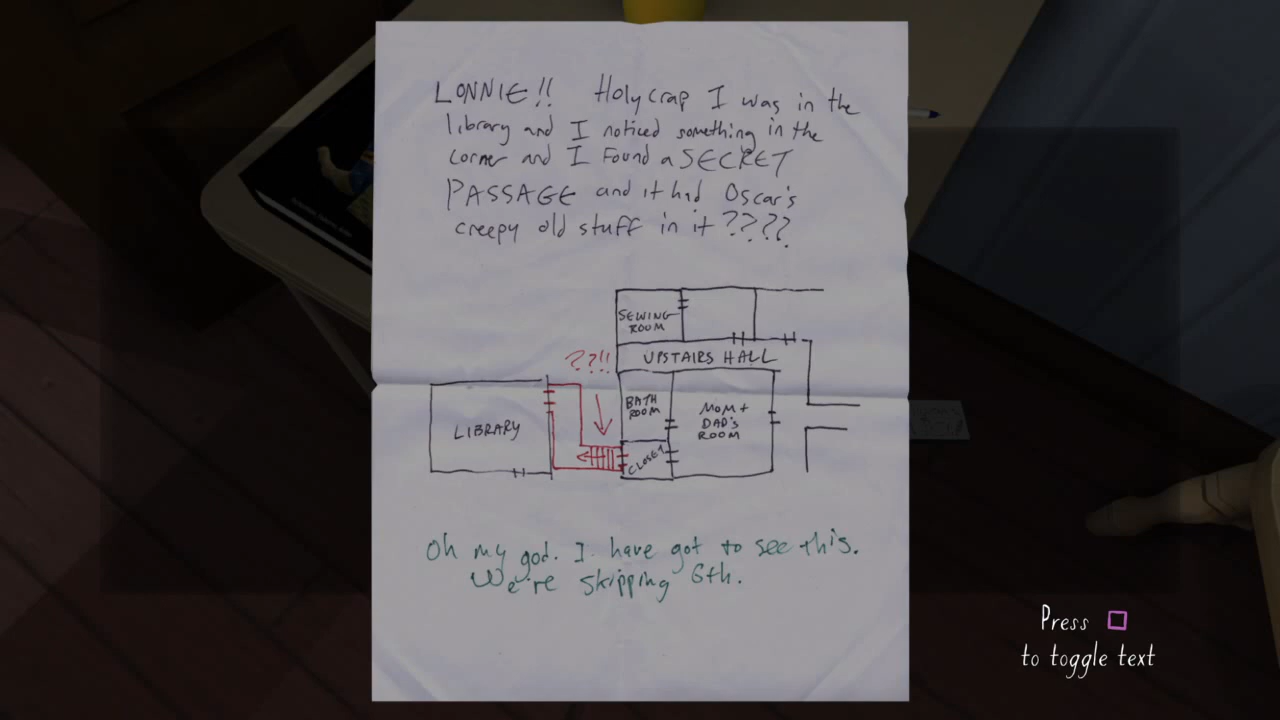 LONNIE!! Holy crap I was in the
library and I noticed something in the
corner and I found a SECRET
PASSAGE and it had Oscar's
creepy old stuff in it ????
SEWING
ROOM
UPSTAIRS HALL
??!!
BATH
ROOM
MOM +
DAD'S
ROOM
LIBRARY
CLOSET
Oh my god. I have got to see this.
We're skipping 6th.
Press □
to toggle text